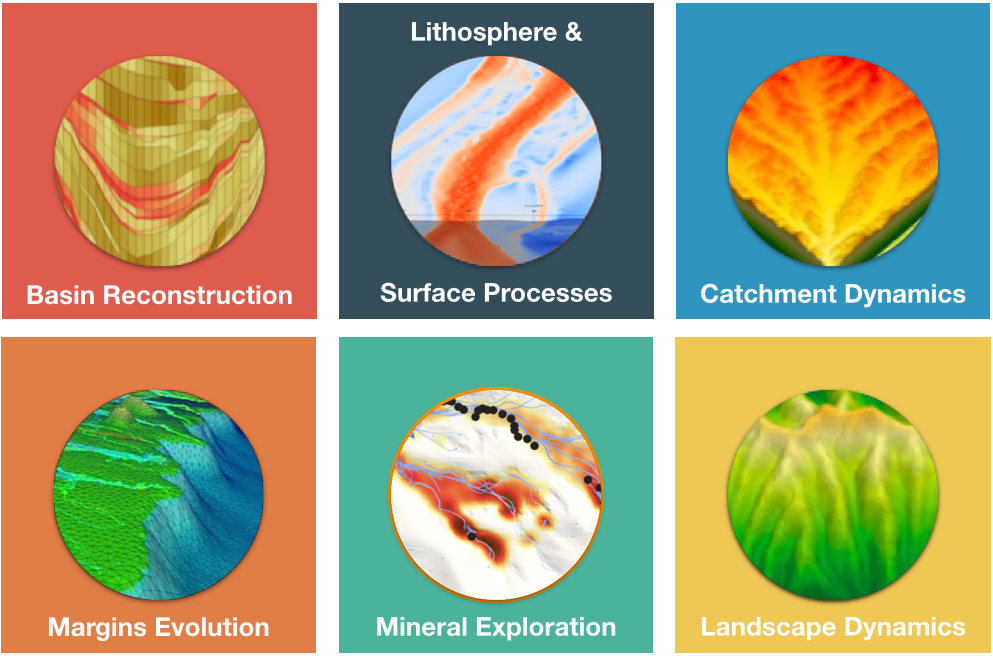 Lithosphere &
Basin Reconstruction
Surface Processes
Catchment Dynamics
Margins Evolution
Mineral Exploration
Landscape Dynamics